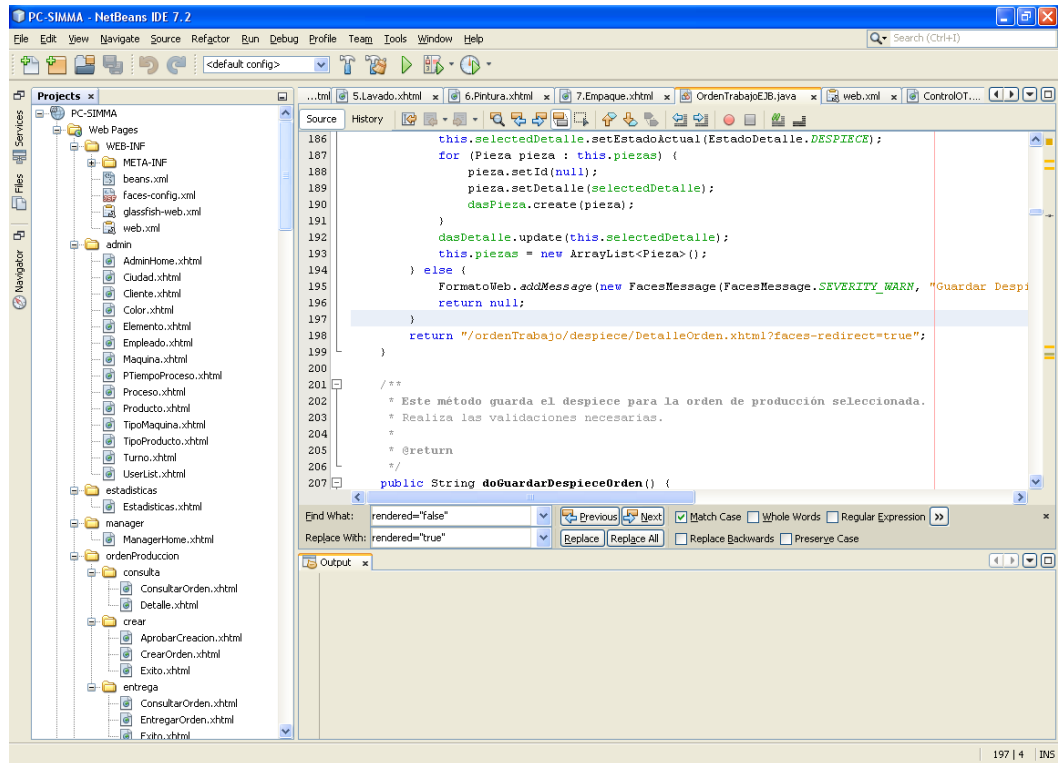 PC-SIMMA - NetBeans IDE 7.2
File Edit View Navigate Source Refactor Run Debug Profile Team Tools Window Help
Search (Ctrl+I)
<default config>
Services
Files
Navigator
Projects
PC-SIMMA
Web Pages
WEB-INF
META-INF
beans.xml
faces-config.xml
glassfish-web.xml
web.xml
admin
AdminHome.xhtml
Ciudad.xhtml
Cliente.xhtml
Color.xhtml
Elemento.xhtml
Empleado.xhtml
Maquina.xhtml
PTiempoProceso.xhtml
Proceso.xhtml
Producto.xhtml
TipoMaquina.xhtml
TipoProducto.xhtml
Turno.xhtml
UserList.xhtml
estadisticas
Estadisticas.xhtml
manager
ManagerHome.xhtml
ordenProduccion
consulta
ConsultarOrden.xhtml
Detalle.xhtml
crear
AprobarCreacion.xhtml
CrearOrden.xhtml
Exito.xhtml
entrega
ConsultarOrden.xhtml
EntregarOrden.xhtml
Exito.xhtml
...tml 5.Lavado.xhtml 6.Pintura.xhtml 7.Empaque.xhtml OrdenTrabajoEJB.java web.xml ControlOT....
Source History
186 this.selectedDetalle.setEstadoActual(EstadoDetalle.DESPIECE);
187 for (Pieza pieza : this.piezas) {
188 pieza.setId(null);
189 pieza.setDetalle(selectedDetalle);
190 dasPieza.create(pieza);
191 }
192 dasDetalle.update(this.selectedDetalle);
193 this.piezas = new ArrayList<Pieza>();
194 } else {
195 FormatoWeb.addMessage(new FacesMessage(FacesMessage.SEVERITY_WARN, "Guardar Despi
196 return null;
197 }
198 return "/ordenTrabajo/despiece/DetalleOrden.xhtml?faces-redirect=true";
199 }
200
201 /**
202 * Este método guarda el despiece para la orden de producción seleccionada.
203 * Realiza las validaciones necesarias.
204 *
205 * @return
206 */
207 public String doGuardarDespieceOrden() {
Find What: rendered="false" Previous Next Match Case Whole Words Regular Expression
Replace With: rendered="true" Replace Replace All Replace Backwards Preserve Case
Output
197 | 4 INS